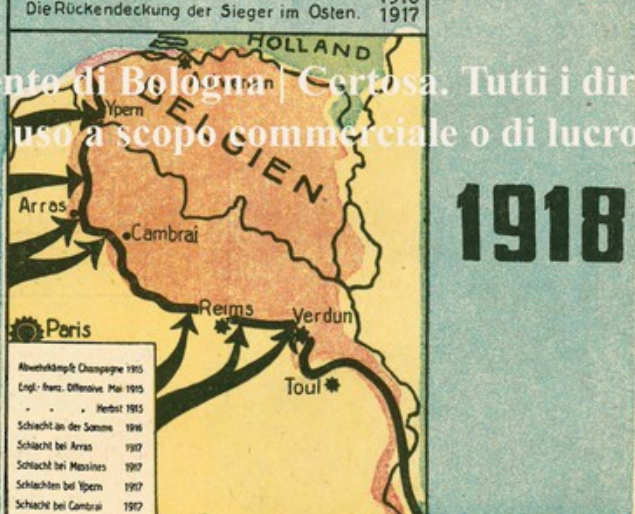 1916
Die Rückendeckung der Sieger im Osten. 1917
HOLLAND
nto di Bologna | Certosa. Tutti i dir
uso a scopo commerciale o di lucro
Ypern
BELGIEN
1918
Arras
Cambrai
Reims
Verdun
Paris
Toul
Abwehrkämpfe Champagne 1915
Engl.-franz. Offensive Mai 1915
" " " Herbst 1915
Schlacht an der Somme 1916
Schlacht bei Arras 1917
Schlacht bei Messines 1917
Schlachten bei Ypern 1917
Schlacht bei Cambrai 1917